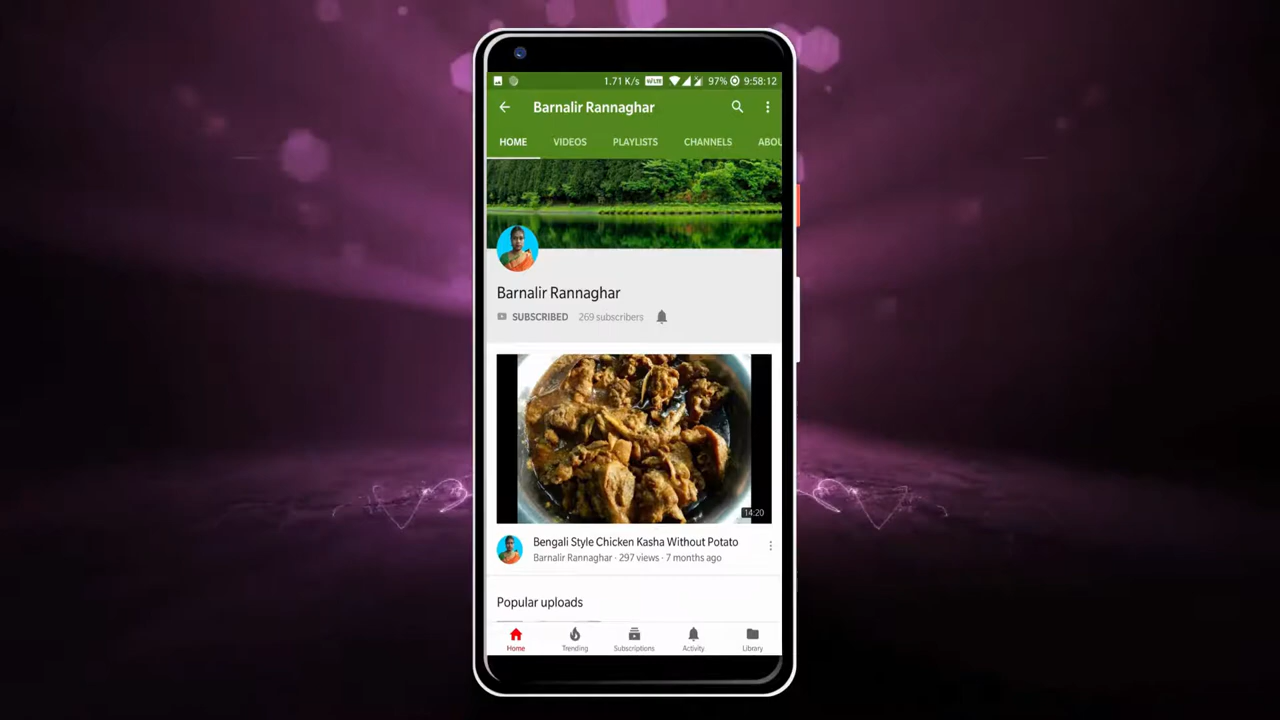 1.71 K/s VoLTE 97% 9:58:12
Barnalir Rannaghar
HOME VIDEOS PLAYLISTS CHANNELS ABOU
Barnalir Rannaghar
SUBSCRIBED 269 subscribers
14:20
Bengali Style Chicken Kasha Without Potato
Barnalir Rannaghar · 297 views · 7 months ago
Popular uploads
Home Trending Subscriptions Activity Library